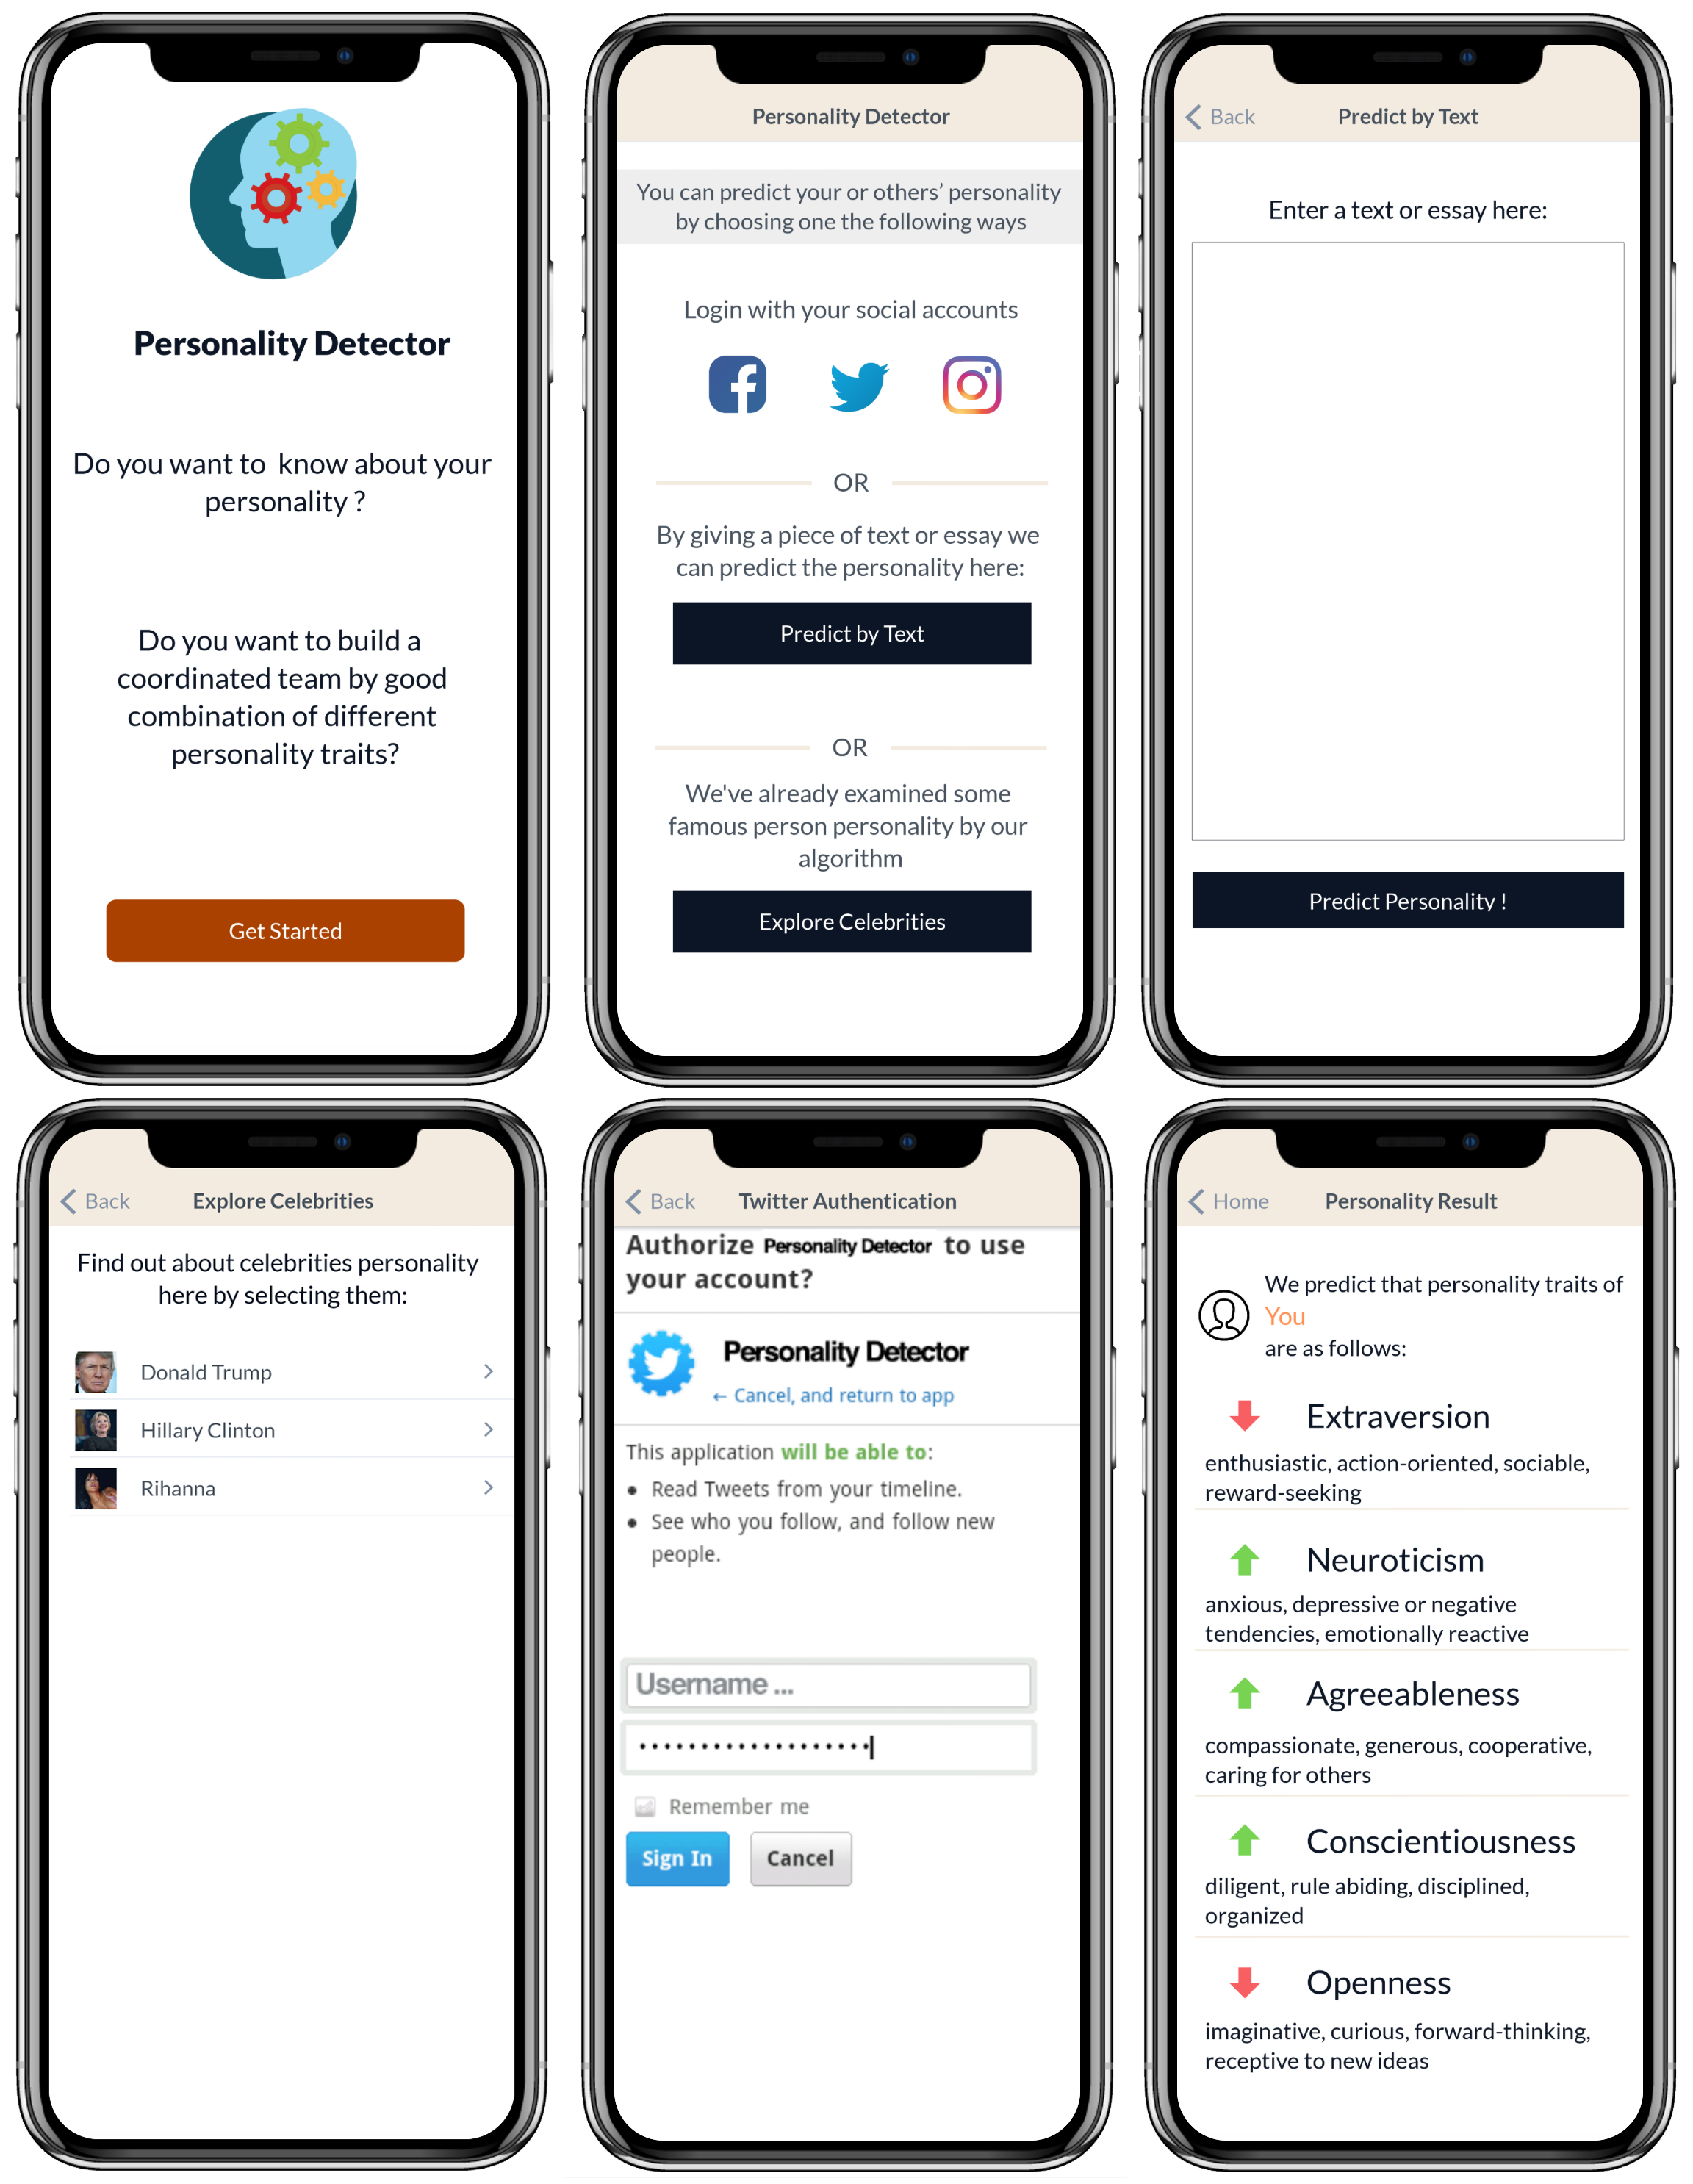 Personality Detector
Do you want to know about your
personality ?
Do you want to build a
coordinated team by good
combination of different
personality traits?
Get Started
Personality Detector
You can predict your or others’ personality
by choosing one the following ways
Login with your social accounts
OR
By giving a piece of text or essay we
can predict the personality here:
Predict by Text
OR
We've already examined some
famous person personality by our
algorithm
Explore Celebrities
Back
Predict by Text
Enter a text or essay here:
Predict Personality !
Back
Explore Celebrities
Find out about celebrities personality
here by selecting them:
Donald Trump
Hillary Clinton
Rihanna
Back
Twitter Authentication
Authorize Personality Detector to use
your account?
Personality Detector
← Cancel, and return to app
This application will be able to:
• Read Tweets from your timeline.
• See who you follow, and follow new
people.
Username ...
Remember me
Sign In
Cancel
Home
Personality Result
We predict that personality traits of
You
are as follows:
Extraversion
enthusiastic, action-oriented, sociable,
reward-seeking
Neuroticism
anxious, depressive or negative
tendencies, emotionally reactive
Agreeableness
compassionate, generous, cooperative,
caring for others
Conscientiousness
diligent, rule abiding, disciplined,
organized
Openness
imaginative, curious, forward-thinking,
receptive to new ideas